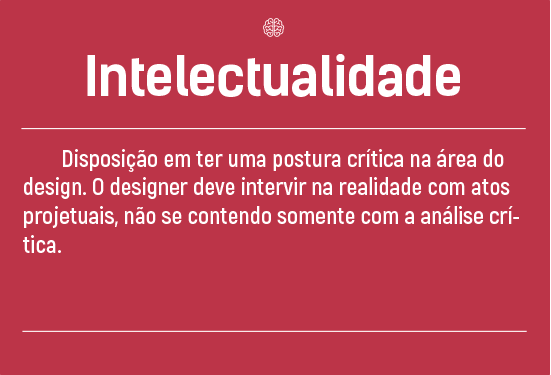 Intelectualidade
Disposição em ter uma postura crítica na área do
design. O designer deve intervir na realidade com atos
projetuais, não se contendo somente com a análise crí-
tica.